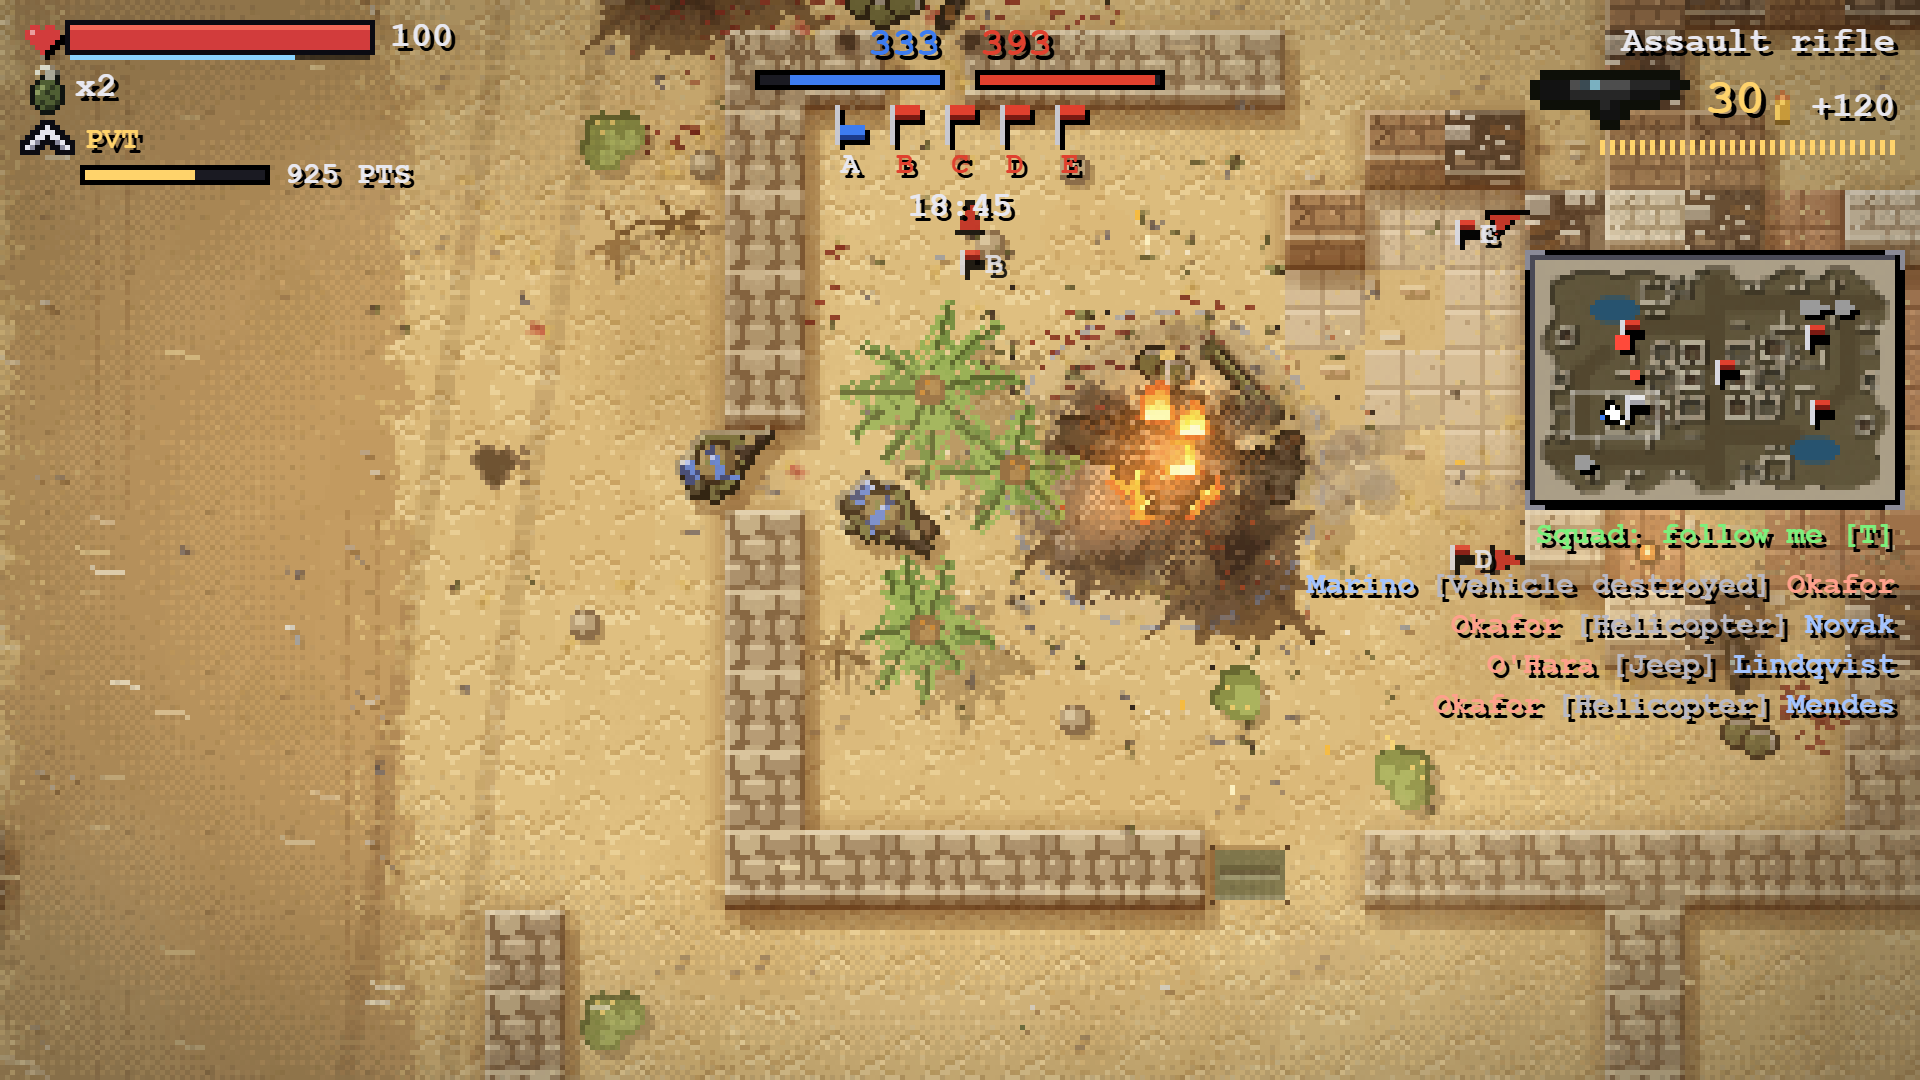 100
x2
PVT
925 PTS
333 393
A B C D E
18:45
B
Assault rifle
30 +120
E
Squad: follow me [T]
D
Marino [Vehicle destroyed] Okafor
Okafor [Helicopter] Novak
O'Hara [Jeep] Lindqvist
Okafor [Helicopter] Mendes